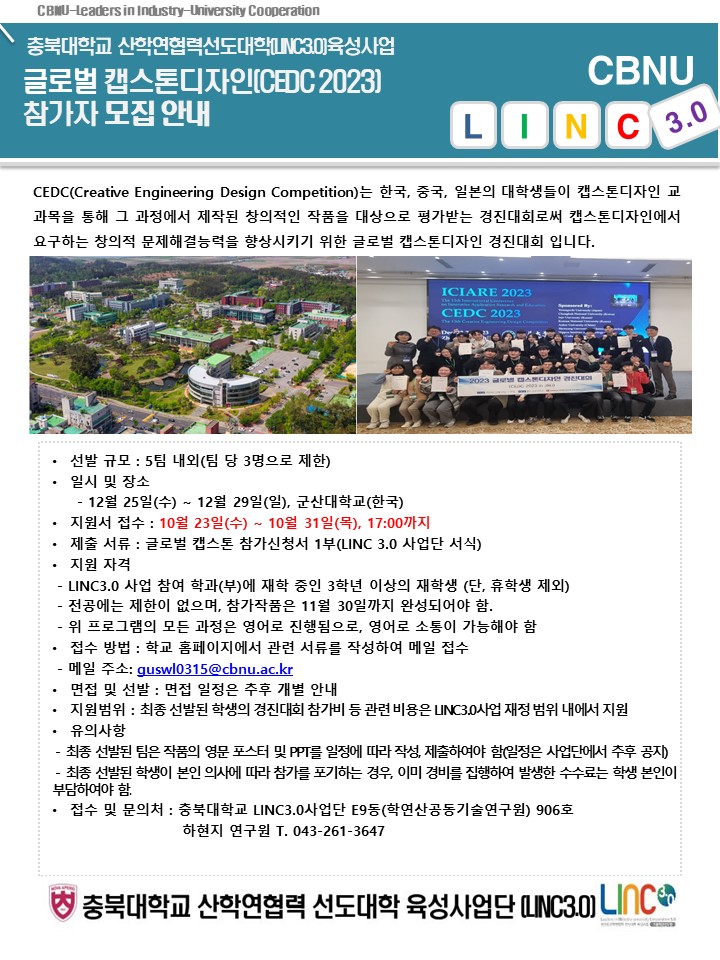 CBNU-Leaders in Industry-University Cooperation
충북대학교 산학연협력선도대학(LINC3.0)육성사업
글로벌 캡스톤디자인(CEDC 2023)
참가자 모집 안내
CBNU
L I N C 3.0
CEDC(Creative Engineering Design Competition)는 한국, 중국, 일본의 대학생들이 캡스톤디자인 교
과목을 통해 그 과정에서 제작된 창의적인 작품을 대상으로 평가받는 경진대회로써 캡스톤디자인에서
요구하는 창의적 문제해결능력을 향상시키기 위한 글로벌 캡스톤디자인 경진대회 입니다.
ICIARE 2023
CEDC 2023
Sponsored By:
2023 글로벌 캡스톤디자인 경진대회
• 선발 규모 : 5팀 내외(팀 당 3명으로 제한)
• 일시 및 장소
- 12월 25일(수) ~ 12월 29일(일), 군산대학교(한국)
• 지원서 접수 : 10월 23일(수) ~ 10월 31일(목), 17:00까지
• 제출 서류 : 글로벌 캡스톤 참가신청서 1부(LINC 3.0 사업단 서식)
• 지원 자격
- LINC3.0 사업 참여 학과(부)에 재학 중인 3학년 이상의 재학생 (단, 휴학생 제외)
- 전공에는 제한이 없으며, 참가작품은 11월 30일까지 완성되어야 함.
- 위 프로그램의 모든 과정은 영어로 진행됨으로, 영어로 소통이 가능해야 함
• 접수 방법 : 학교 홈페이지에서 관련 서류를 작성하여 메일 접수
- 메일 주소: guswl0315@cbnu.ac.kr
• 면접 및 선발 : 면접 일정은 추후 개별 안내
• 지원범위 : 최종 선발된 학생의 경진대회 참가비 등 관련 비용은 LINC3.0사업 재정 범위 내에서 지원
• 유의사항
- 최종 선발된 팀은 작품의 영문 포스터 및 PPT를 일정에 따라 작성, 제출하여야 함(일정은 사업단에서 추후 공지)
- 최종 선발된 학생이 본인 의사에 따라 참가를 포기하는 경우, 이미 경비를 집행하여 발생한 수수료는 학생 본인이
부담하여야 함.
• 접수 및 문의처 : 충북대학교 LINC3.0사업단 E9동(학연산공동기술연구원) 906호
하현지 연구원 T. 043-261-3647
충북대학교 산학연협력 선도대학 육성사업단 (LINC3.0)
LINC 3.0